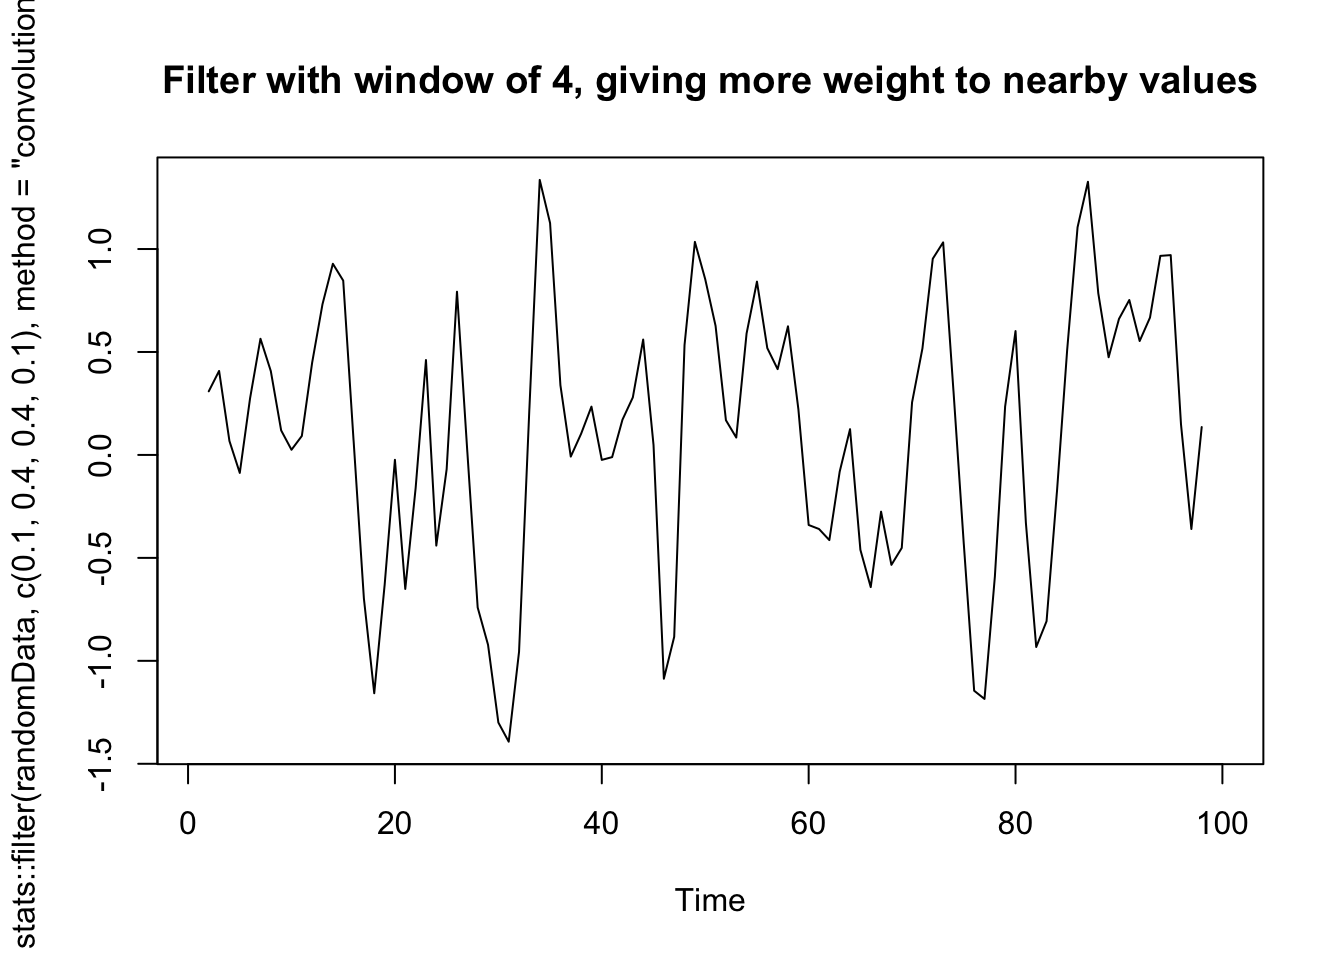 Filter with window of 4, giving more weight to nearby values
stats::filter(randomData, c(0.1, 0.4, 0.4, 0.1), method = "convolution
1.0
0.5
0.0
-0.5
-1.0
-1.5
0 20 40 60 80 100
Time